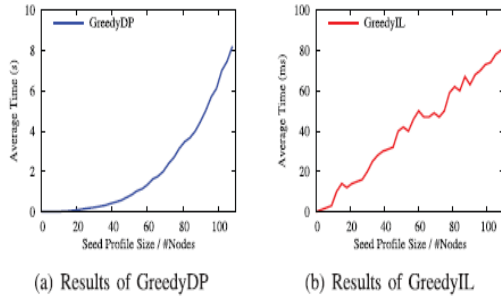 GreedyDP
10
8
6
4
2
0
Average Time (s)
0 20 40 60 80 100
Seed Profile Size / #Nodes
(a) Results of GreedyDP
GreedyIL
100
80
60
40
20
0
Average Time (ms)
0 20 40 60 80 100
Seed Profile Size / #Nodes
(b) Results of GreedyIL